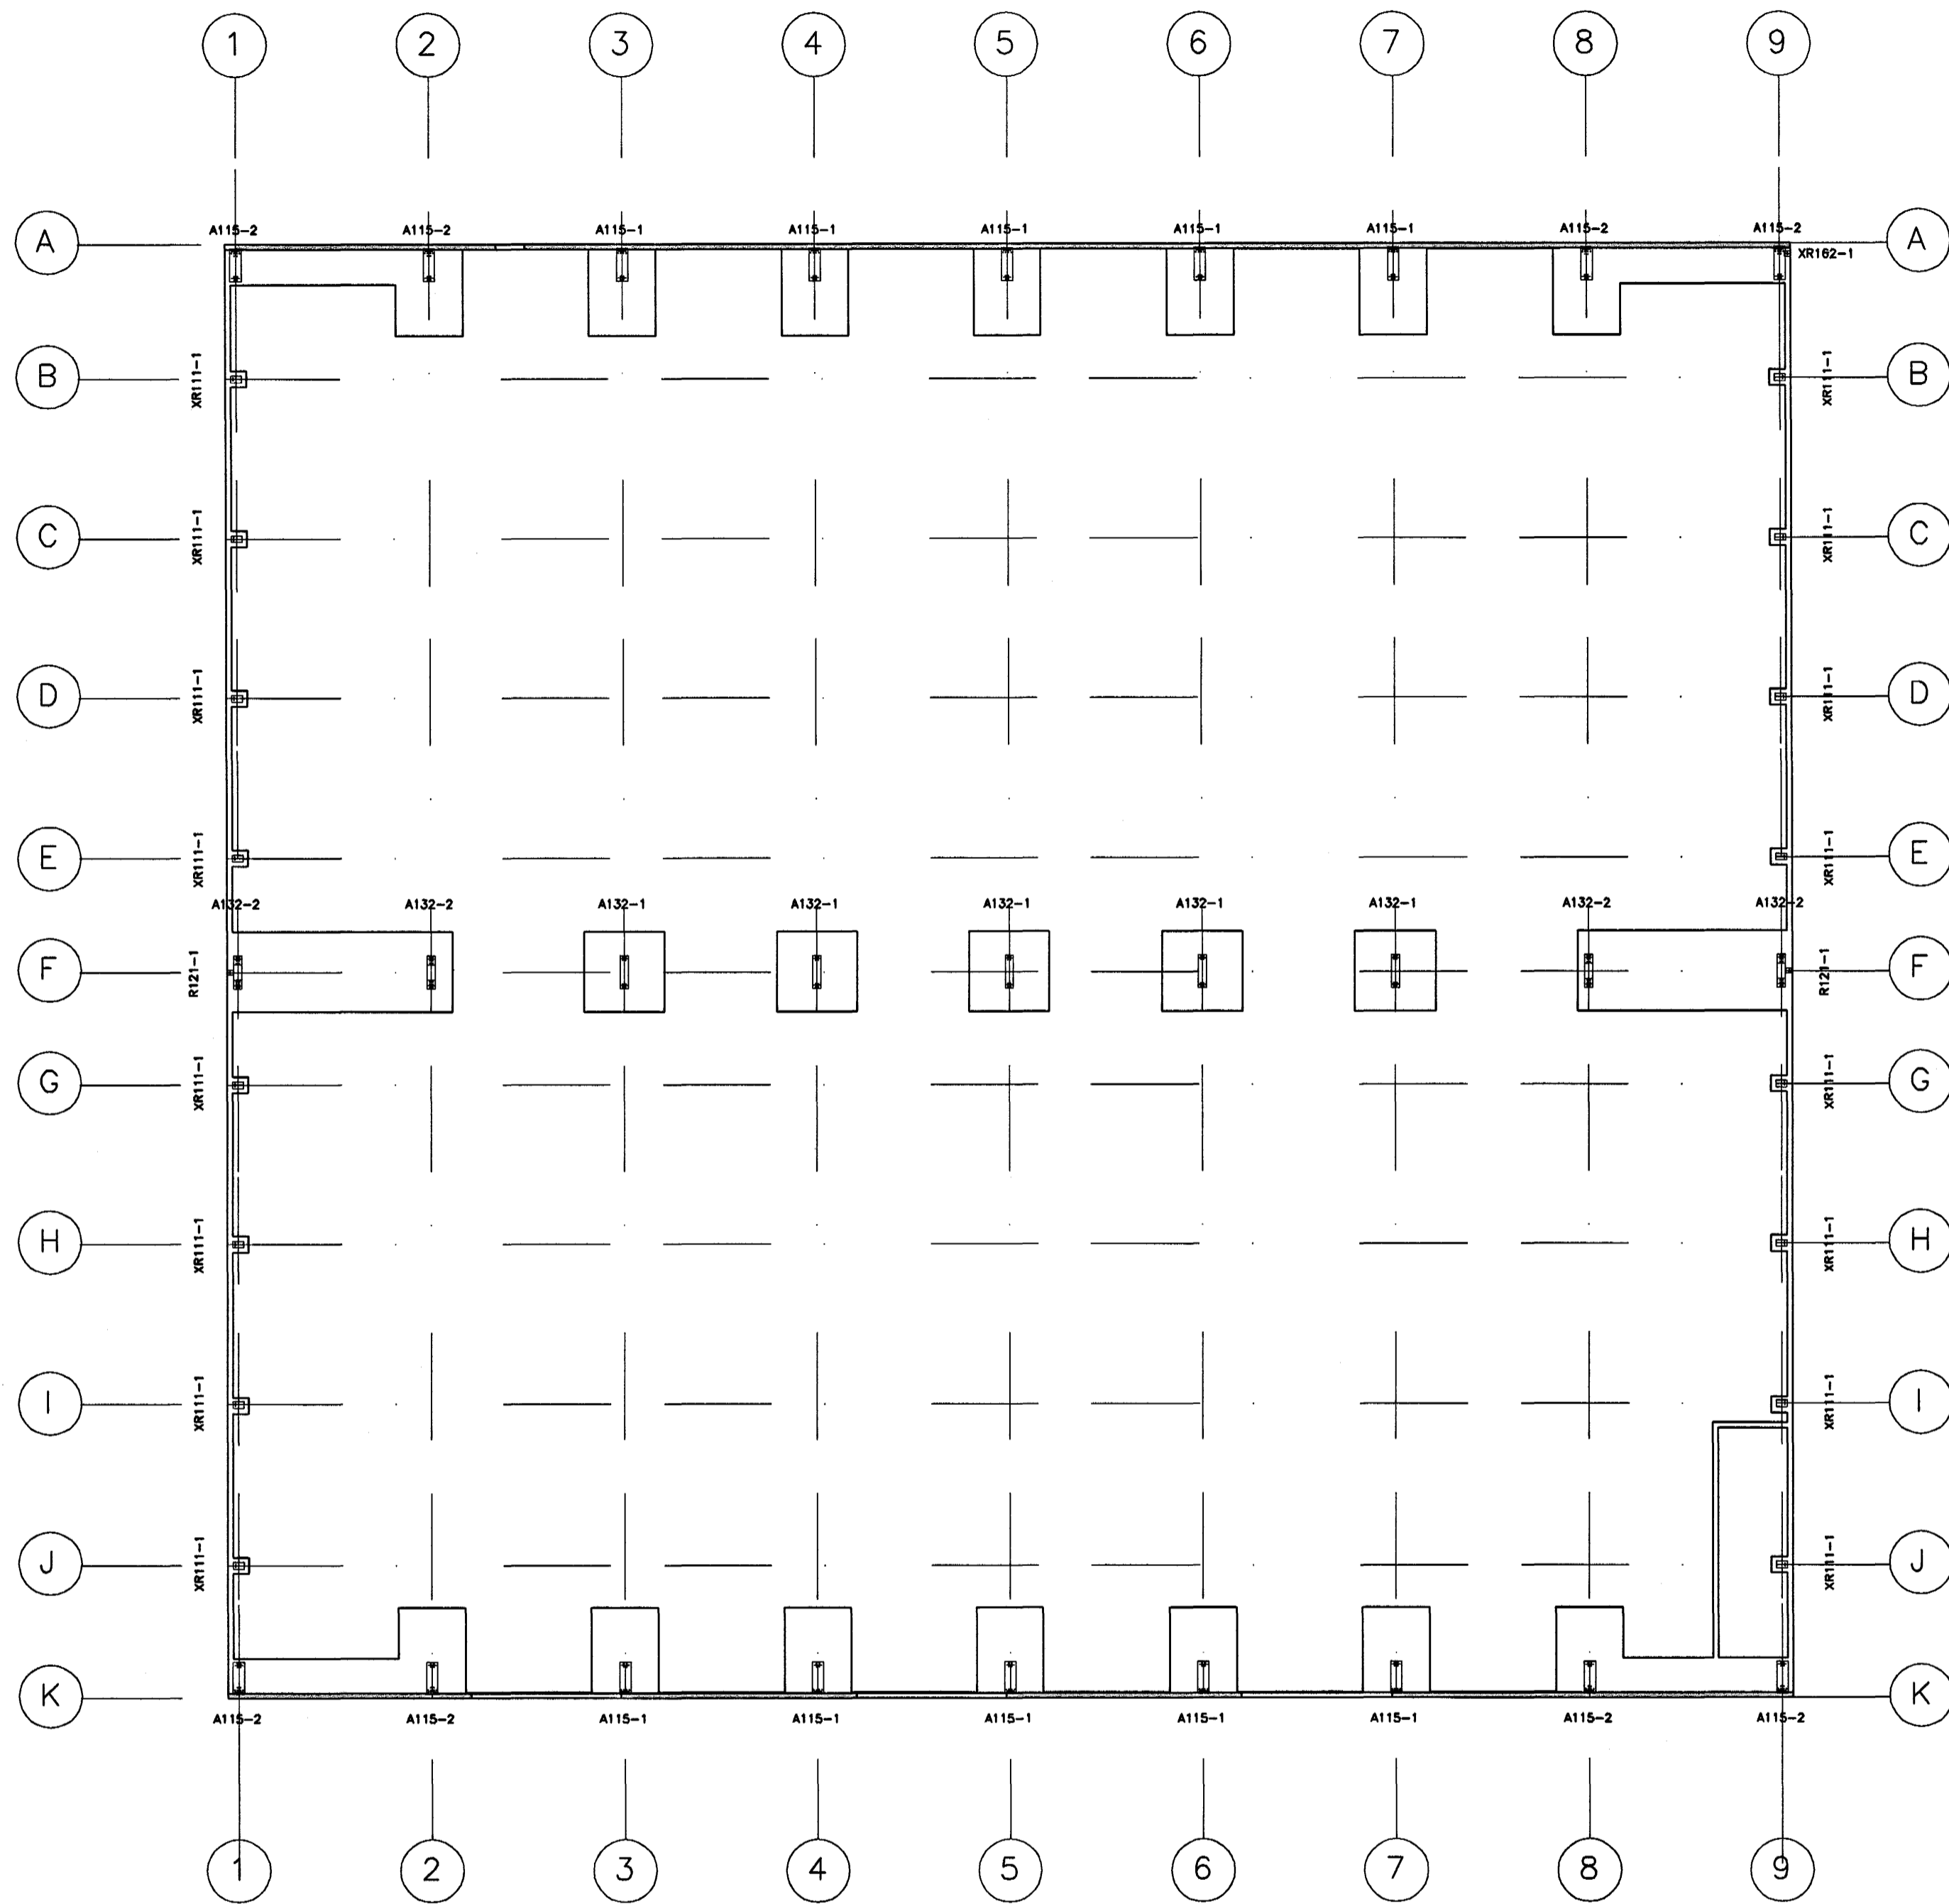 1 2 3 4 5 6 7 8 9
A115-2 A115-2 A115-1 A115-1 A115-1 A115-1 A115-1 A115-2 A115-2
A A
XR162-1
B XR111-1 XR111-1 B
C XR111-1 XR111-1 C
D XR111-1 XR111-1 D
E XR111-1 XR111-1 E
A132-2 A132-2 A132-1 A132-1 A132-1 A132-1 A132-1 A132-2 A132-2
F R121-1 R121-1 F
G XR111-1 XR111-1 G
H XR111-1 XR111-1 H
I XR111-1 XR111-1 I
J XR111-1 XR111-1 J
K K
A115-2 A115-2 A115-1 A115-1 A115-1 A115-1 A115-1 A115-2 A115-2
1 2 3 4 5 6 7 8 9